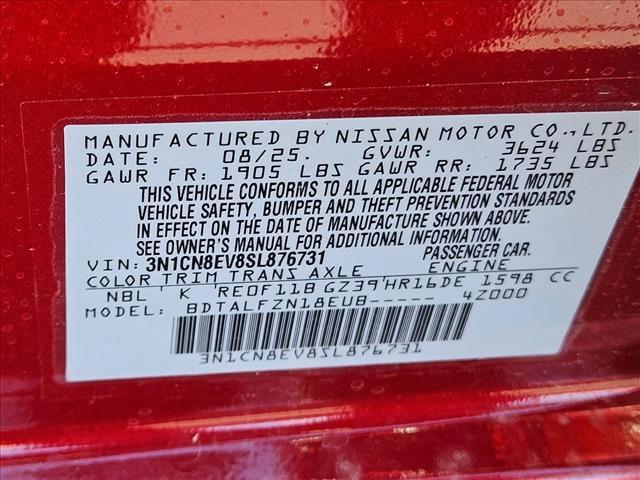 MANUFACTURED BY NISSAN MOTOR CO., LTD.
DATE: 08/25. GVWR: 3624 LBS
GAWR FR: 1905 LBS GAWR RR: 1735 LBS
THIS VEHICLE CONFORMS TO ALL APPLICABLE FEDERAL MOTOR
VEHICLE SAFETY, BUMPER AND THEFT PREVENTION STANDARDS
IN EFFECT ON THE DATE OF MANUFACTURE SHOWN ABOVE.
SEE OWNER'S MANUAL FOR ADDITIONAL INFORMATION.
VIN: 3N1CN8EV8SL876731 PASSENGER CAR.
COLOR TRIM TRANS AXLE ENGINE
NBL K RE0F11B GZ39 HR16DE 1598 CC
MODEL: BDTALFZN18EUB----- 4Z000
3N1CN8EV8SL876731